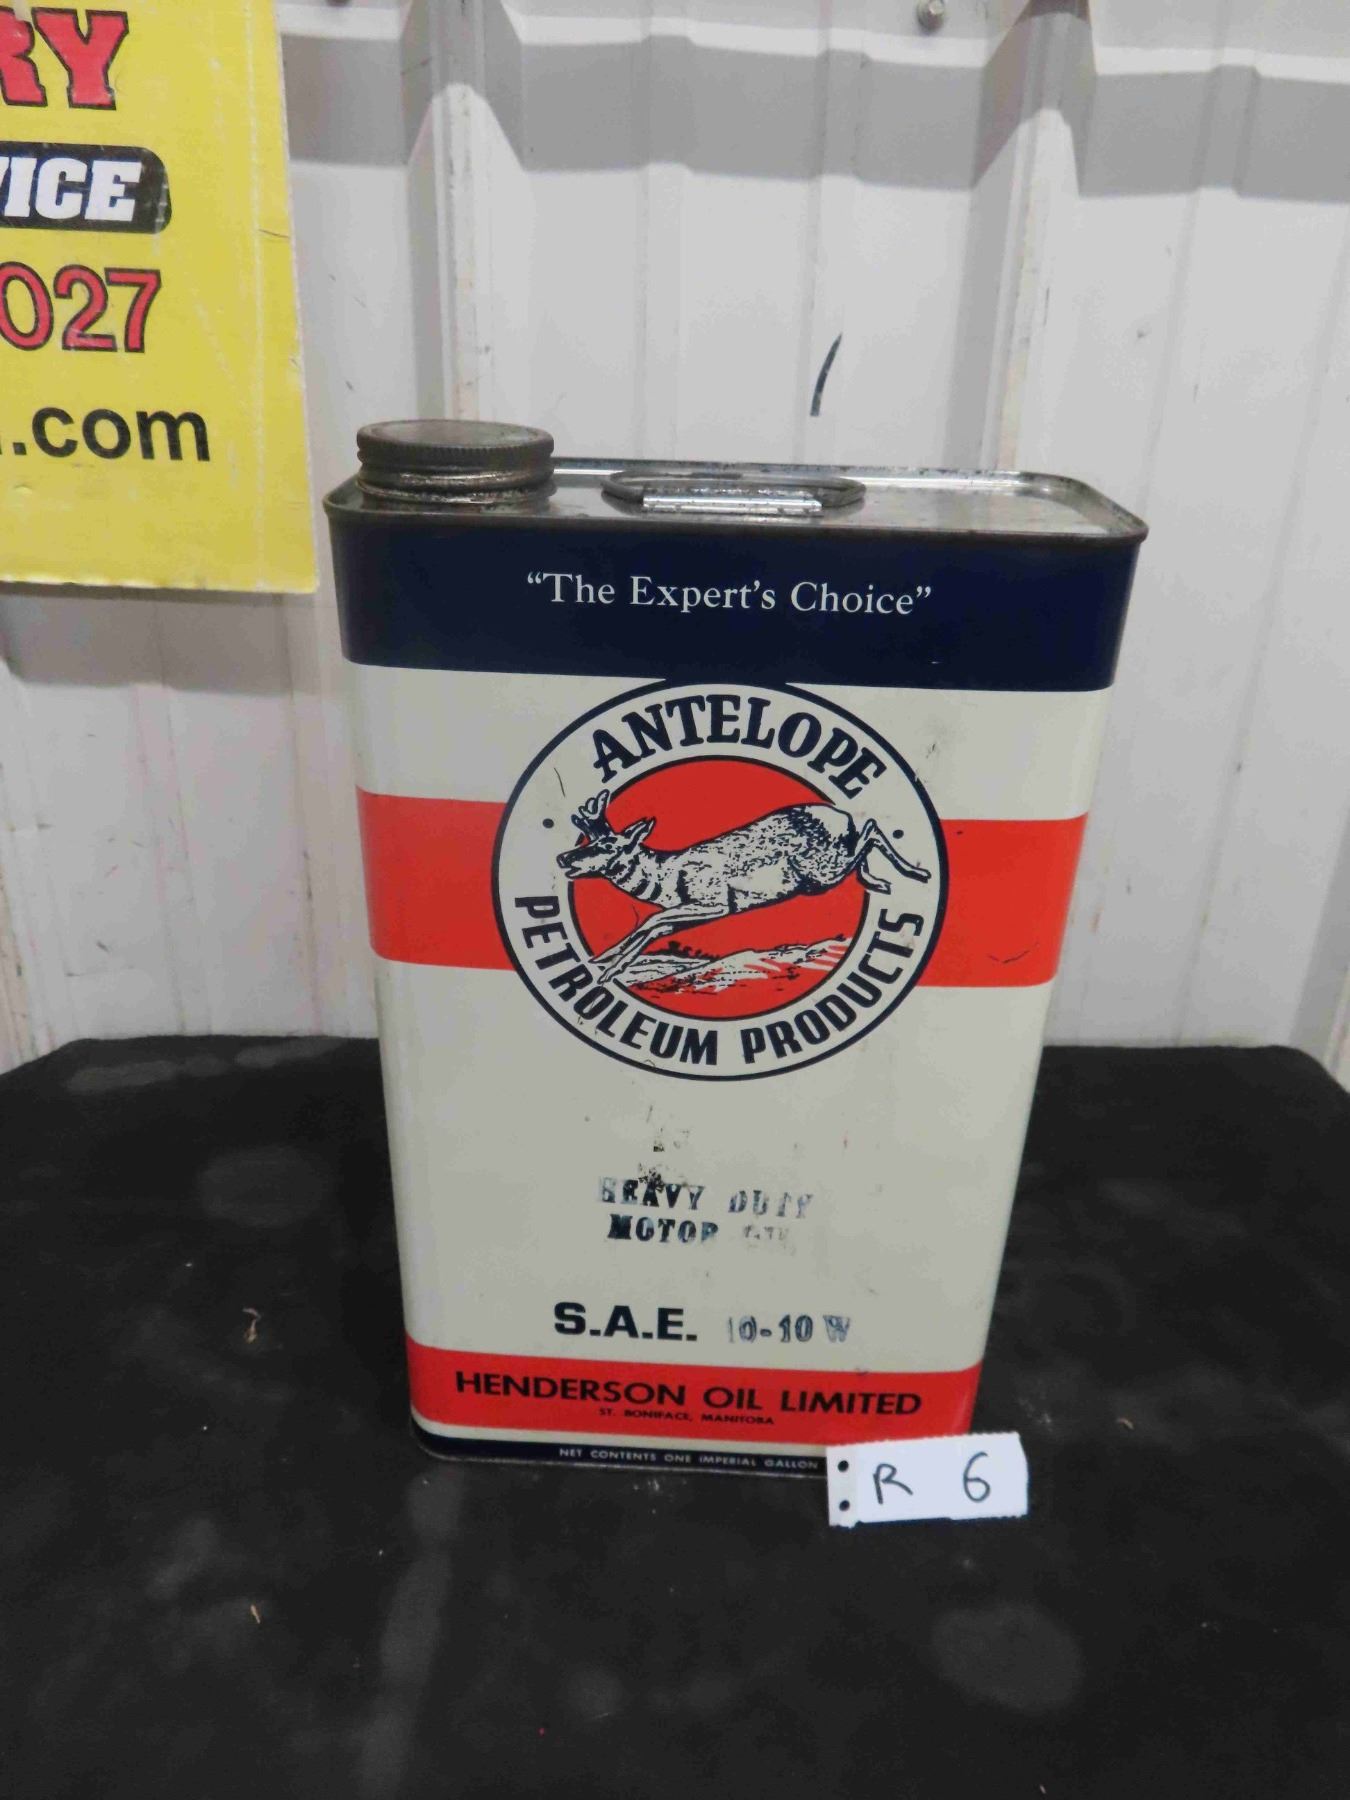 RY
VICE
027
.com
"The Expert's Choice"
ANTELOPE
PETROLEUM PRODUCTS
HEAVY DUTY
MOTOR OIL
S.A.E. 10-10 W
HENDERSON OIL LIMITED
ST. BONIFACE, MANITOBA
NET CONTENTS ONE IMPERIAL GALLON
R 6